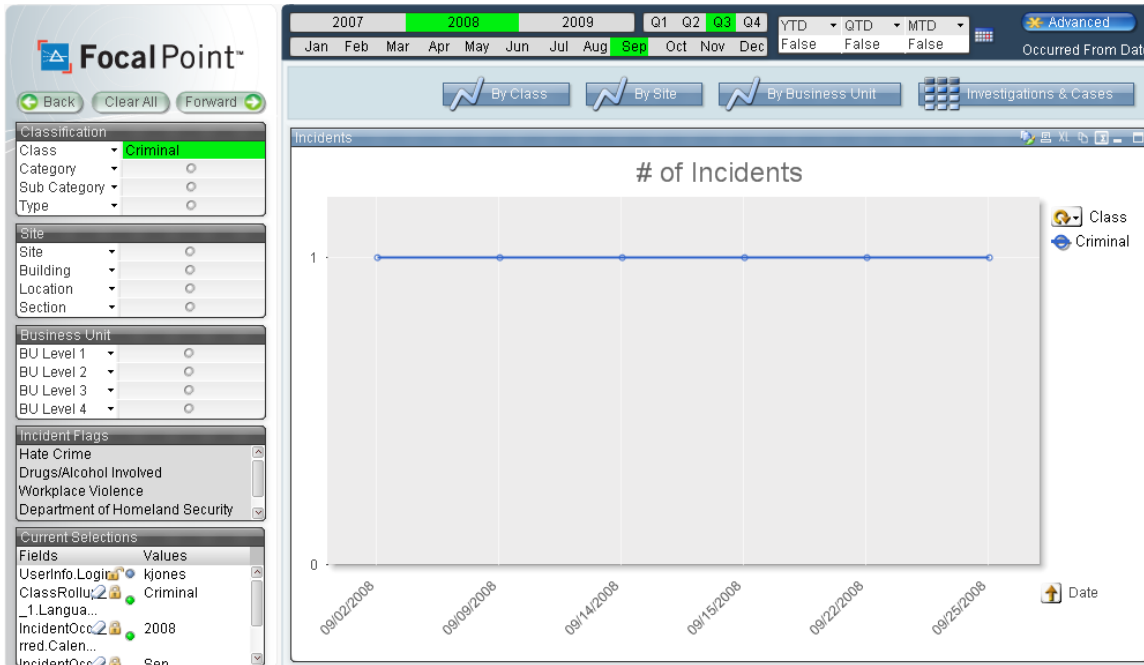 2007 2008 2009 Q1 Q2 Q3 Q4 YTD QTD MTD Advanced
Jan Feb Mar Apr May Jun Jul Aug Sep Oct Nov Dec False False False Occurred From Date
FocalPoint™
Back Clear All Forward
By Class By Site By Business Unit Investigations & Cases
Classification
Class Criminal
Category
Sub Category
Type
Site
Site
Building
Location
Section
Business Unit
BU Level 1
BU Level 2
BU Level 3
BU Level 4
Incident Flags
Hate Crime
Drugs/Alcohol Involved
Workplace Violence
Department of Homeland Security
Current Selections
Fields Values
UserInfo.Login kjones
ClassRollu Criminal
_1.Langua...
IncidentOcc 2008
rred.Calen...
IncidentOcc Sep
Incidents XL
# of Incidents
Class
Criminal
1
0
09/02/2008 09/09/2008 09/14/2008 09/15/2008 09/22/2008 09/25/2008
Date